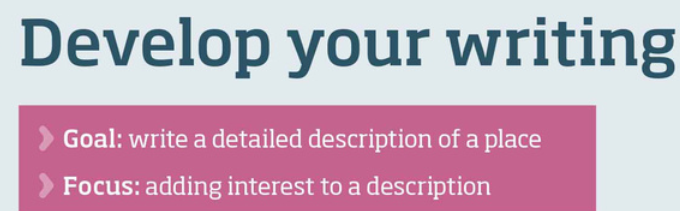 Develop your writing
Goal: write a detailed description of a place
Focus: adding interest to a description